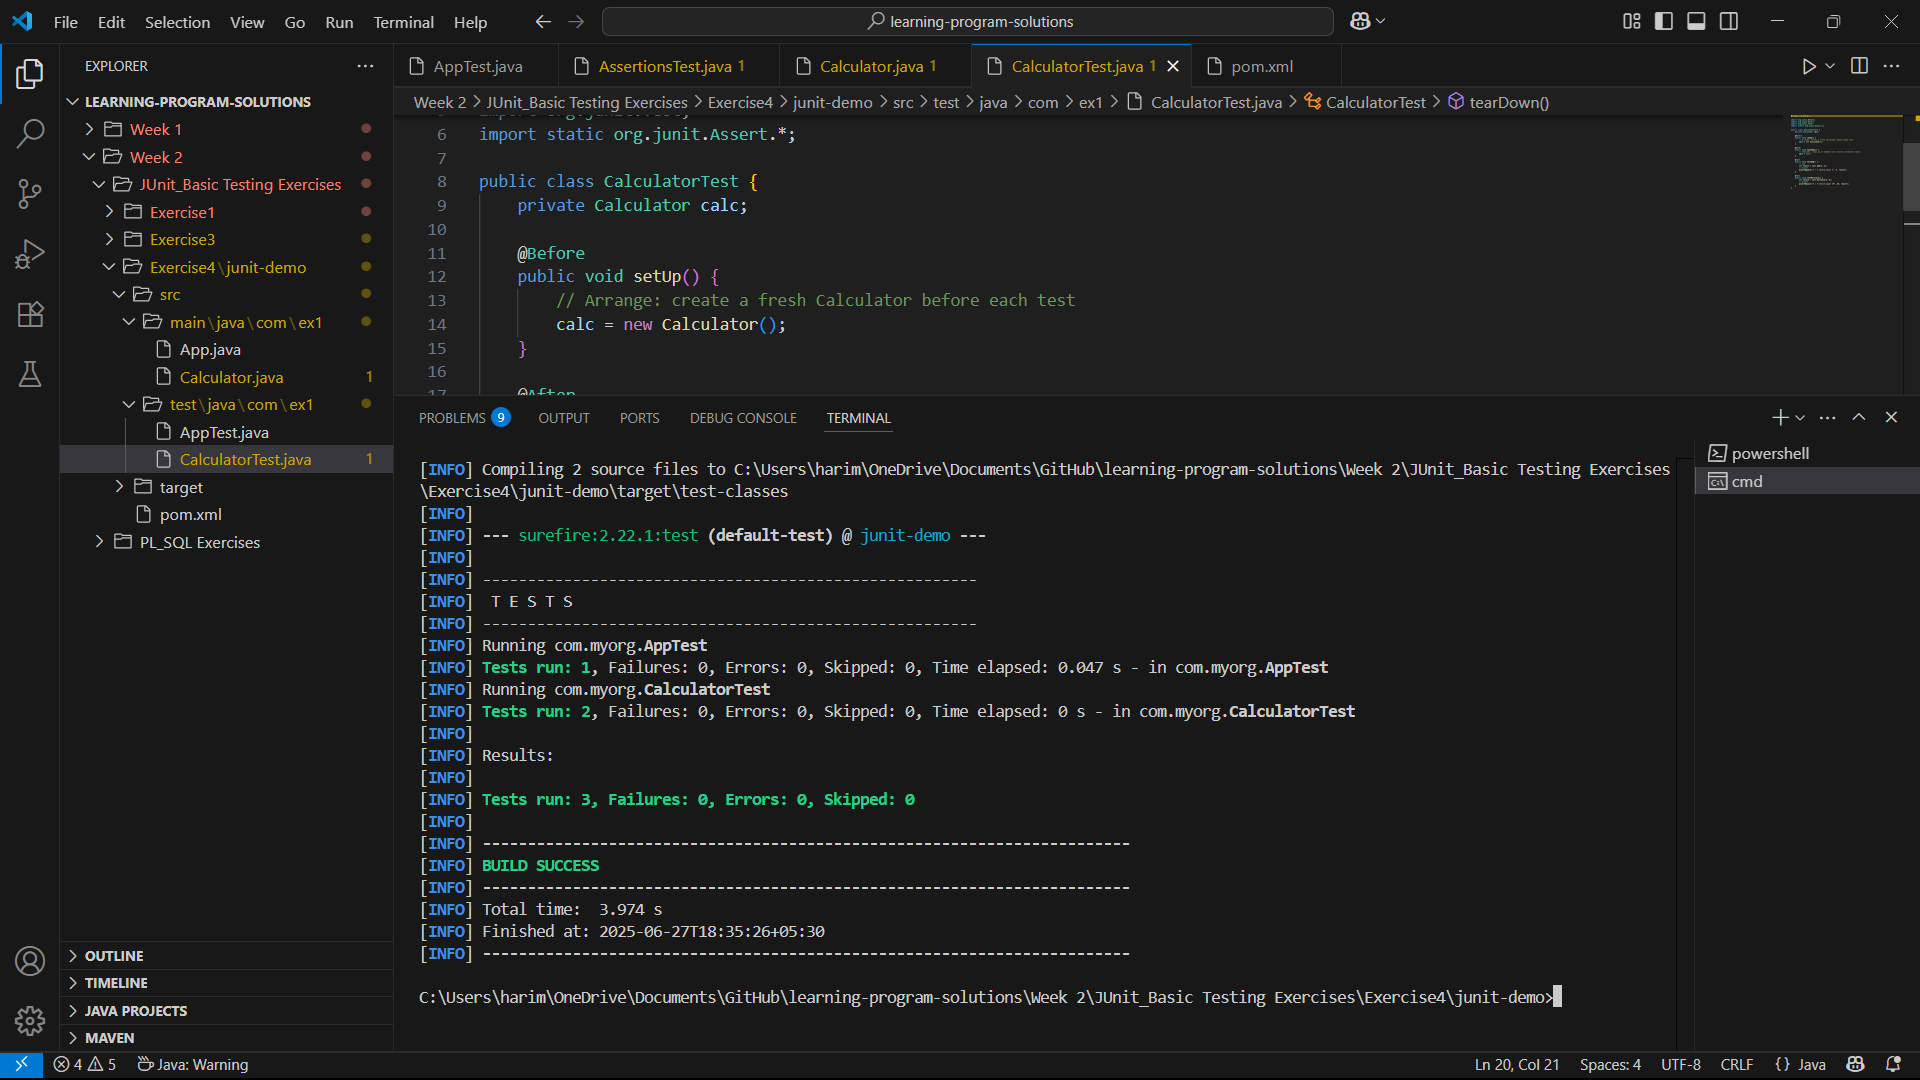 File Edit Selection View Go Run Terminal Help
learning-program-solutions
EXPLORER
LEARNING-PROGRAM-SOLUTIONS
Week 1
Week 2
JUnit_Basic Testing Exercises
Exercise1
Exercise3
Exercise4\junit-demo
src
main\java\com\ex1
App.java
Calculator.java 1
test\java\com\ex1
AppTest.java
CalculatorTest.java 1
target
pom.xml
PL_SQL Exercises
OUTLINE
TIMELINE
JAVA PROJECTS
MAVEN
AppTest.java AssertionsTest.java 1 Calculator.java 1 CalculatorTest.java 1 pom.xml
Week 2 > JUnit_Basic Testing Exercises > Exercise4 > junit-demo > src > test > java > com > ex1 > CalculatorTest.java > CalculatorTest > tearDown()
6 import static org.junit.Assert.*;
7
8 public class CalculatorTest {
9 private Calculator calc;
10
11 @Before
12 public void setUp() {
13 // Arrange: create a fresh Calculator before each test
14 calc = new Calculator();
15 }
16
17 @After
PROBLEMS 9 OUTPUT PORTS DEBUG CONSOLE TERMINAL
[INFO] Compiling 2 source files to C:\Users\harim\OneDrive\Documents\GitHub\learning-program-solutions\Week 2\JUnit_Basic Testing Exercises
\Exercise4\junit-demo\target\test-classes
[INFO]
[INFO] --- surefire:2.22.1:test (default-test) @ junit-demo ---
[INFO]
[INFO] -------------------------------------------------------
[INFO]  T E S T S
[INFO] -------------------------------------------------------
[INFO] Running com.myorg.AppTest
[INFO] Tests run: 1, Failures: 0, Errors: 0, Skipped: 0, Time elapsed: 0.047 s - in com.myorg.AppTest
[INFO] Running com.myorg.CalculatorTest
[INFO] Tests run: 2, Failures: 0, Errors: 0, Skipped: 0, Time elapsed: 0 s - in com.myorg.CalculatorTest
[INFO]
[INFO] Results:
[INFO]
[INFO] Tests run: 3, Failures: 0, Errors: 0, Skipped: 0
[INFO]
[INFO] ------------------------------------------------------------------------
[INFO] BUILD SUCCESS
[INFO] ------------------------------------------------------------------------
[INFO] Total time:  3.974 s
[INFO] Finished at: 2025-06-27T18:35:26+05:30
[INFO] ------------------------------------------------------------------------
C:\Users\harim\OneDrive\Documents\GitHub\learning-program-solutions\Week 2\JUnit_Basic Testing Exercises\Exercise4\junit-demo>
powershell
cmd
4 5 Java: Warning
Ln 20, Col 21 Spaces: 4 UTF-8 CRLF {} Java